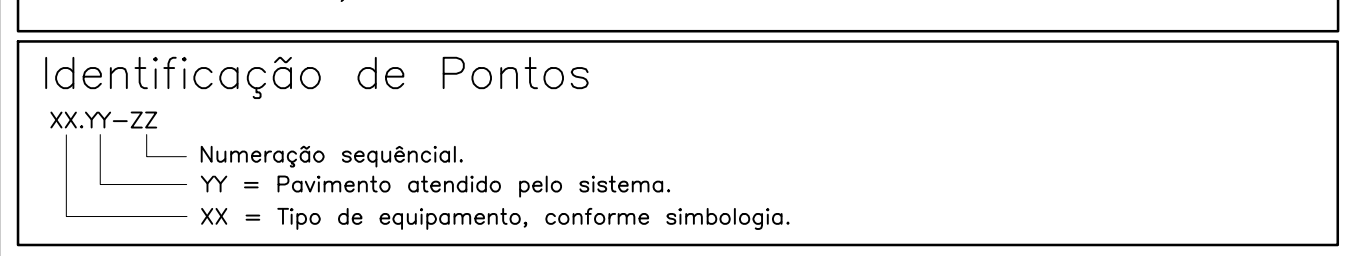 Identificação de Pontos
XX.YY-ZZ
Numeração sequêncial.
YY = Pavimento atendido pelo sistema.
XX = Tipo de equipamento, conforme simbologia.